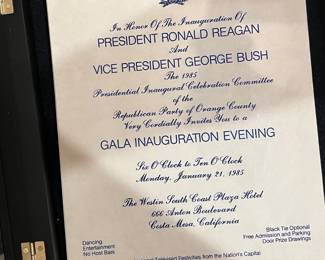 In Honor Of The Inauguration Of
PRESIDENT RONALD REAGAN
And
VICE PRESIDENT GEORGE BUSH
The 1985
Presidential Inaugural Celebration Committee
of the
Republican Party of Orange County
Very Cordially Invites You to a
GALA INAUGURATION EVENING
Six O'Clock to Ten O'Clock
Monday, January 21, 1985
The Westin South Coast Plaza Hotel
666 Anton Boulevard
Costa Mesa, California
Dancing
Entertainment
No Host Bars
Black Tie Optional
Free Admission and Parking
Door Prize Drawings
Televised Festivities from the Nation's Capital